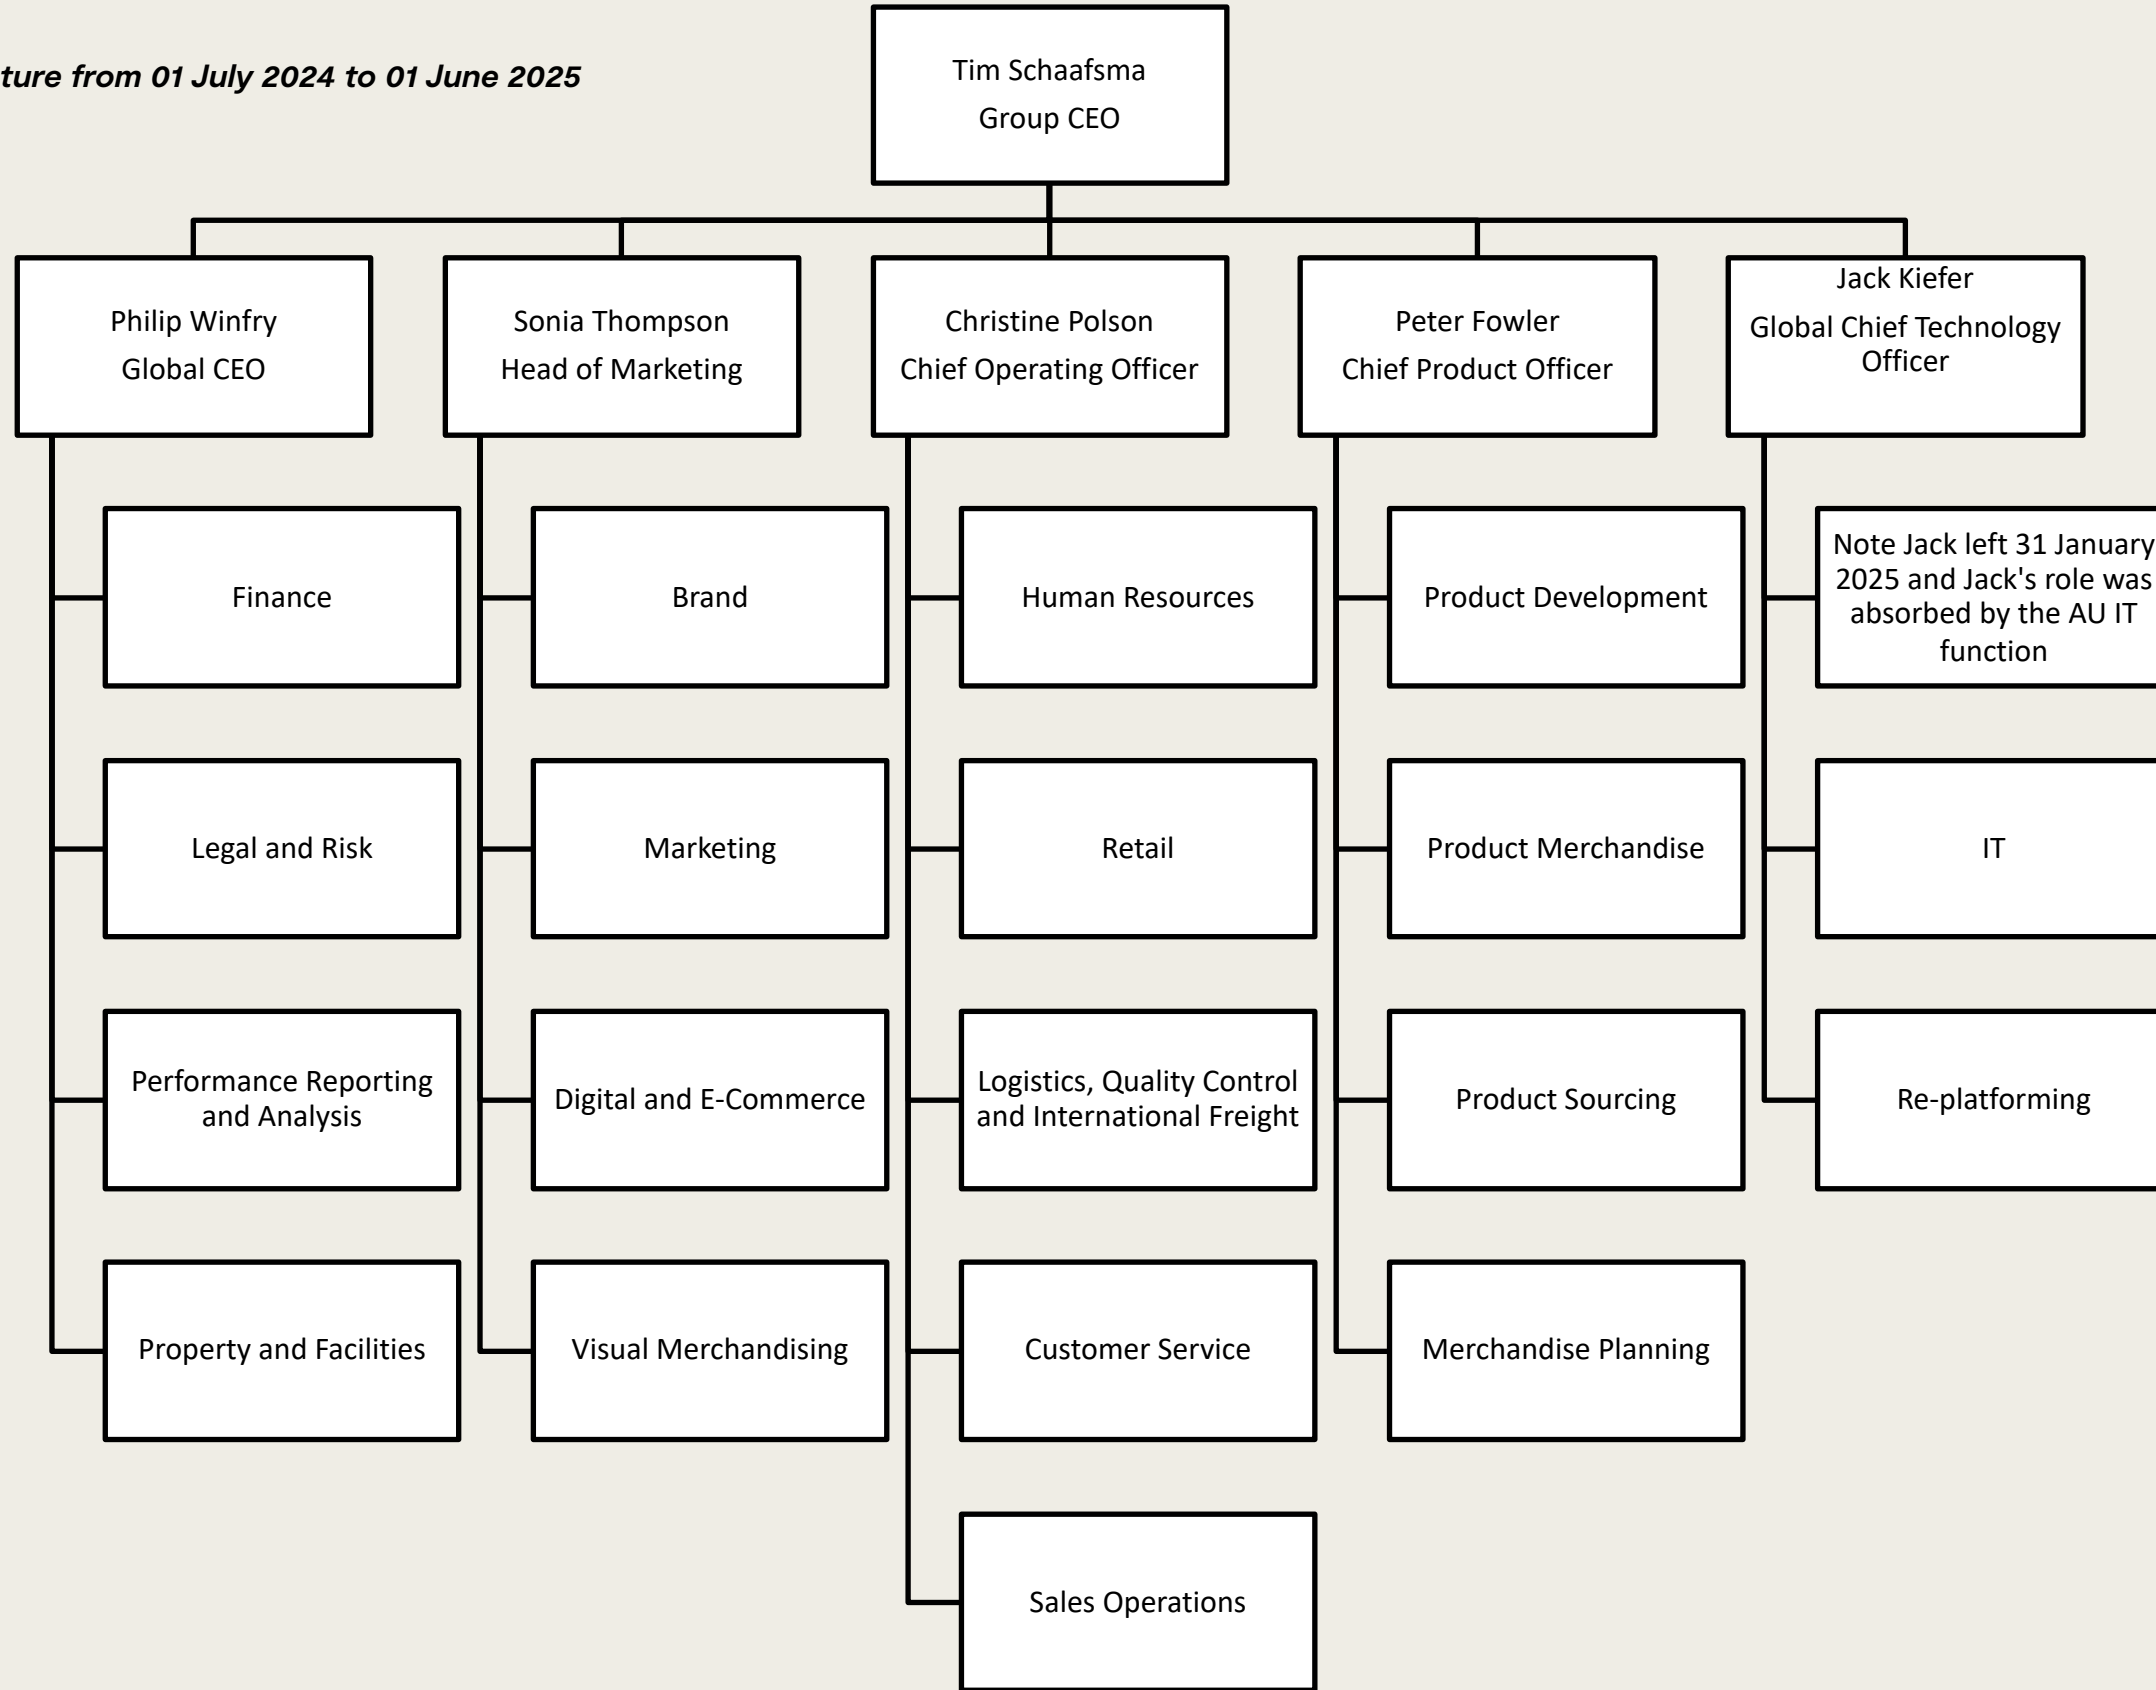 ture from 01 July 2024 to 01 June 2025
Tim Schaafsma
Group CEO
Philip Winfry
Global CEO
Sonia Thompson
Head of Marketing
Christine Polson
Chief Operating Officer
Peter Fowler
Chief Product Officer
Jack Kiefer
Global Chief Technology
Officer
Finance
Legal and Risk
Performance Reporting
and Analysis
Property and Facilities
Brand
Marketing
Digital and E-Commerce
Visual Merchandising
Human Resources
Retail
Logistics, Quality Control
and International Freight
Customer Service
Sales Operations
Product Development
Product Merchandise
Product Sourcing
Merchandise Planning
Note Jack left 31 January
2025 and Jack's role was
absorbed by the AU IT
function
IT
Re-platforming